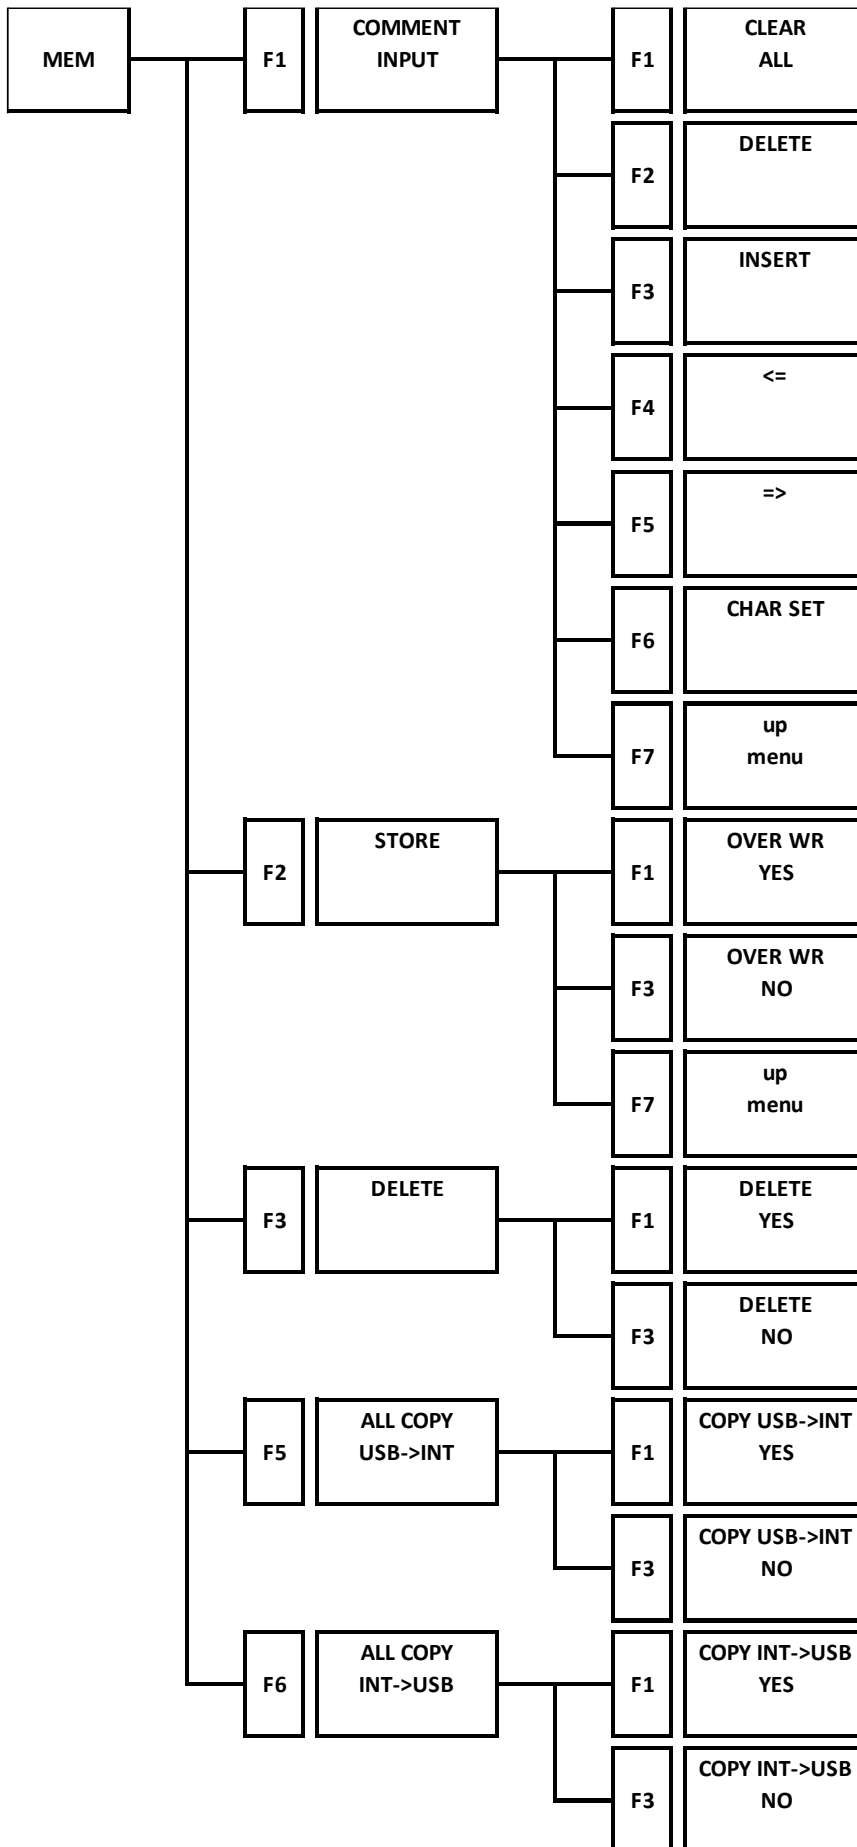 MEM
F1
COMMENT
INPUT
F1
CLEAR
ALL
F2
DELETE
F3
INSERT
F4
<=
F5
=>
F6
CHAR SET
F7
up
menu
F2
STORE
F1
OVER WR
YES
F3
OVER WR
NO
F7
up
menu
F3
DELETE
F1
DELETE
YES
F3
DELETE
NO
F5
ALL COPY
USB->INT
F1
COPY USB->INT
YES
F3
COPY USB->INT
NO
F6
ALL COPY
INT->USB
F1
COPY INT->USB
YES
F3
COPY INT->USB
NO